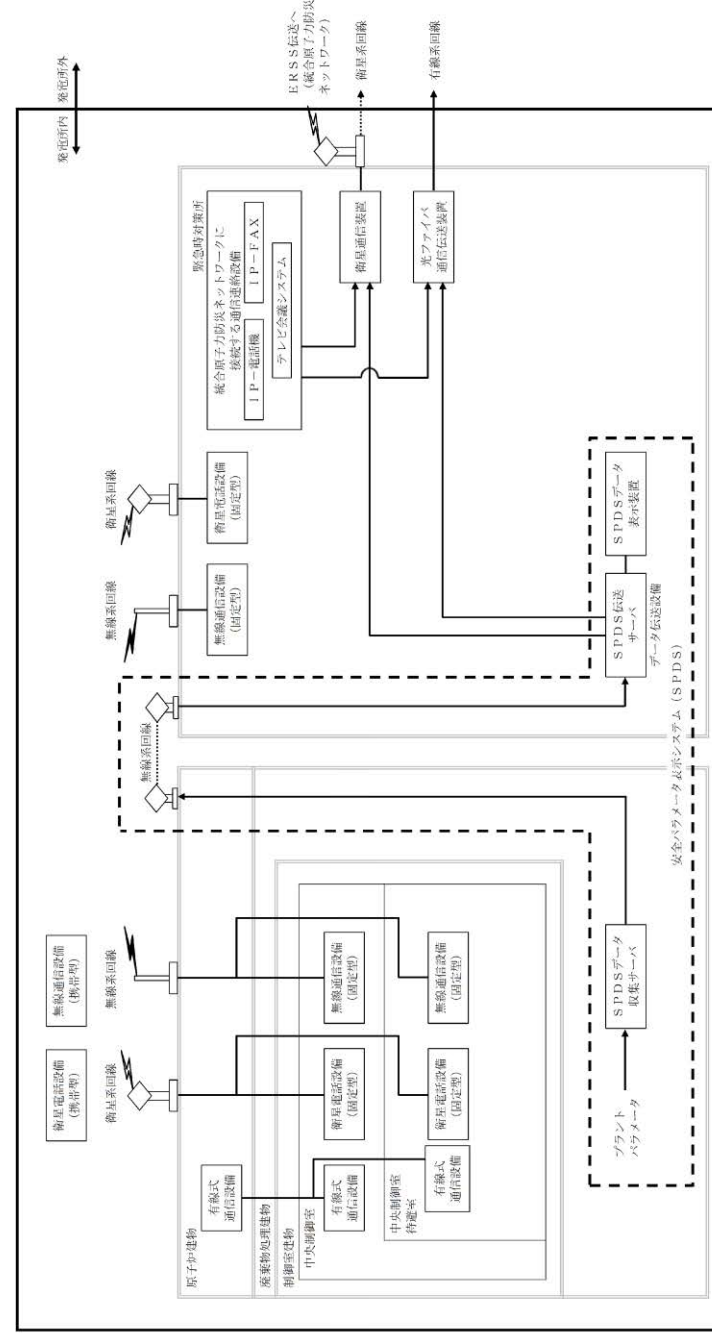 発電所内
発電所外
衛星電話設備
(携帯型)
無線通信設備
(携帯型)
衛星系回線
無線系回線
無線系回線
無線系回線
衛星系回線
ERSS伝送へ
(統合原子力防災
ネットワーク)
原子炉建物
有線式
通信設備
廃棄物処理建物
制御室建物
中央制御室
有線式
通信設備
衛星電話設備
(固定型)
無線通信設備
(固定型)
中央制御室
待避室
有線式
通信設備
衛星電話設備
(固定型)
無線通信設備
(固定型)
無線通信設備
(固定型)
衛星電話設備
(固定型)
緊急時対策所
統合原子力防災ネットワークに
接続する通信連絡設備
IP-電話機
IP-FAX
テレビ会議システム
衛星通信装置
衛星系回線
光ファイバ
通信伝送装置
有線系回線
プラント
パラメータ
SPDSデータ
収集サーバ
SPDS伝送
サーバ
SPDSデータ
表示装置
データ伝送設備
安全パラメータ表示システム(SPDS)